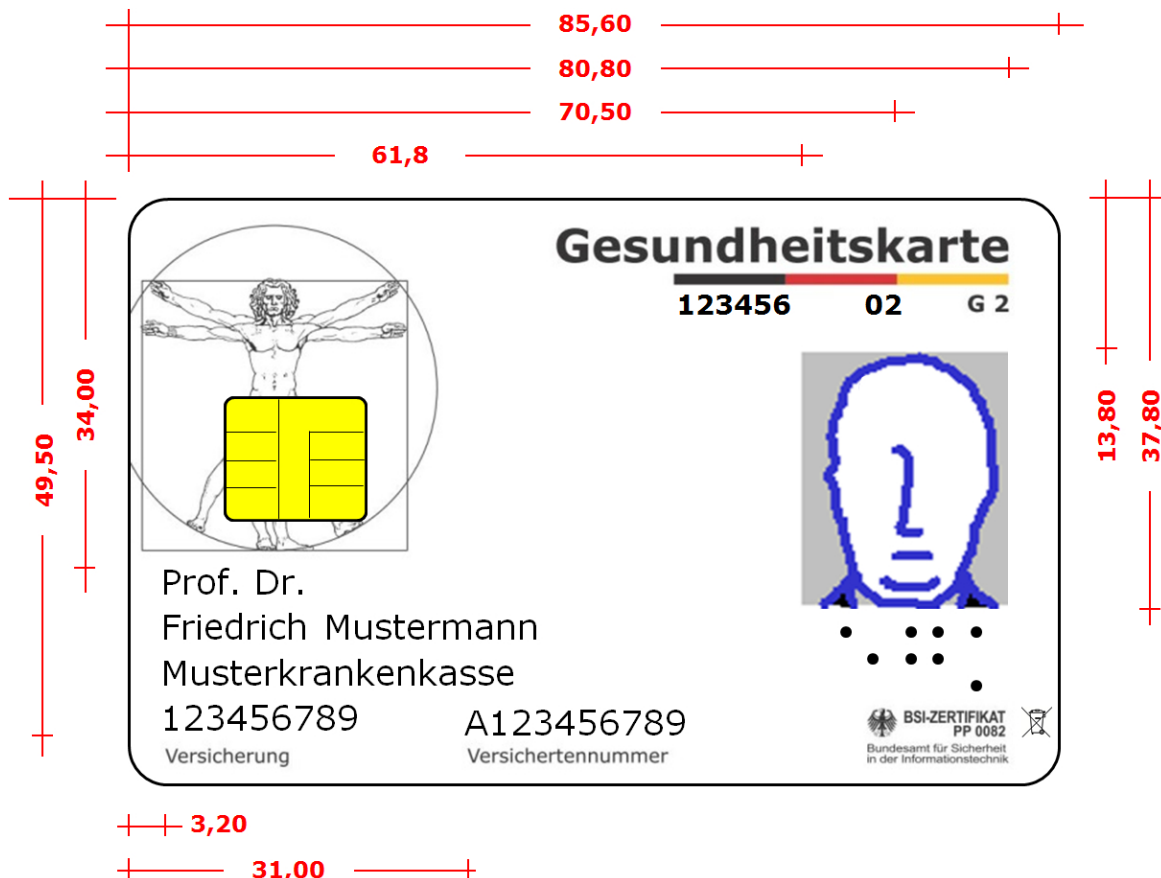 85,60
80,80
70,50
61,8
49,50
34,00
13,80
37,80
Gesundheitskarte
123456 02 G 2
Prof. Dr.
Friedrich Mustermann
Musterkrankenkasse
123456789 A123456789
Versicherung Versichertennummer
BSI-ZERTIFIKAT
PP 0082
Bundesamt für Sicherheit
in der Informationstechnik
3,20
31,00